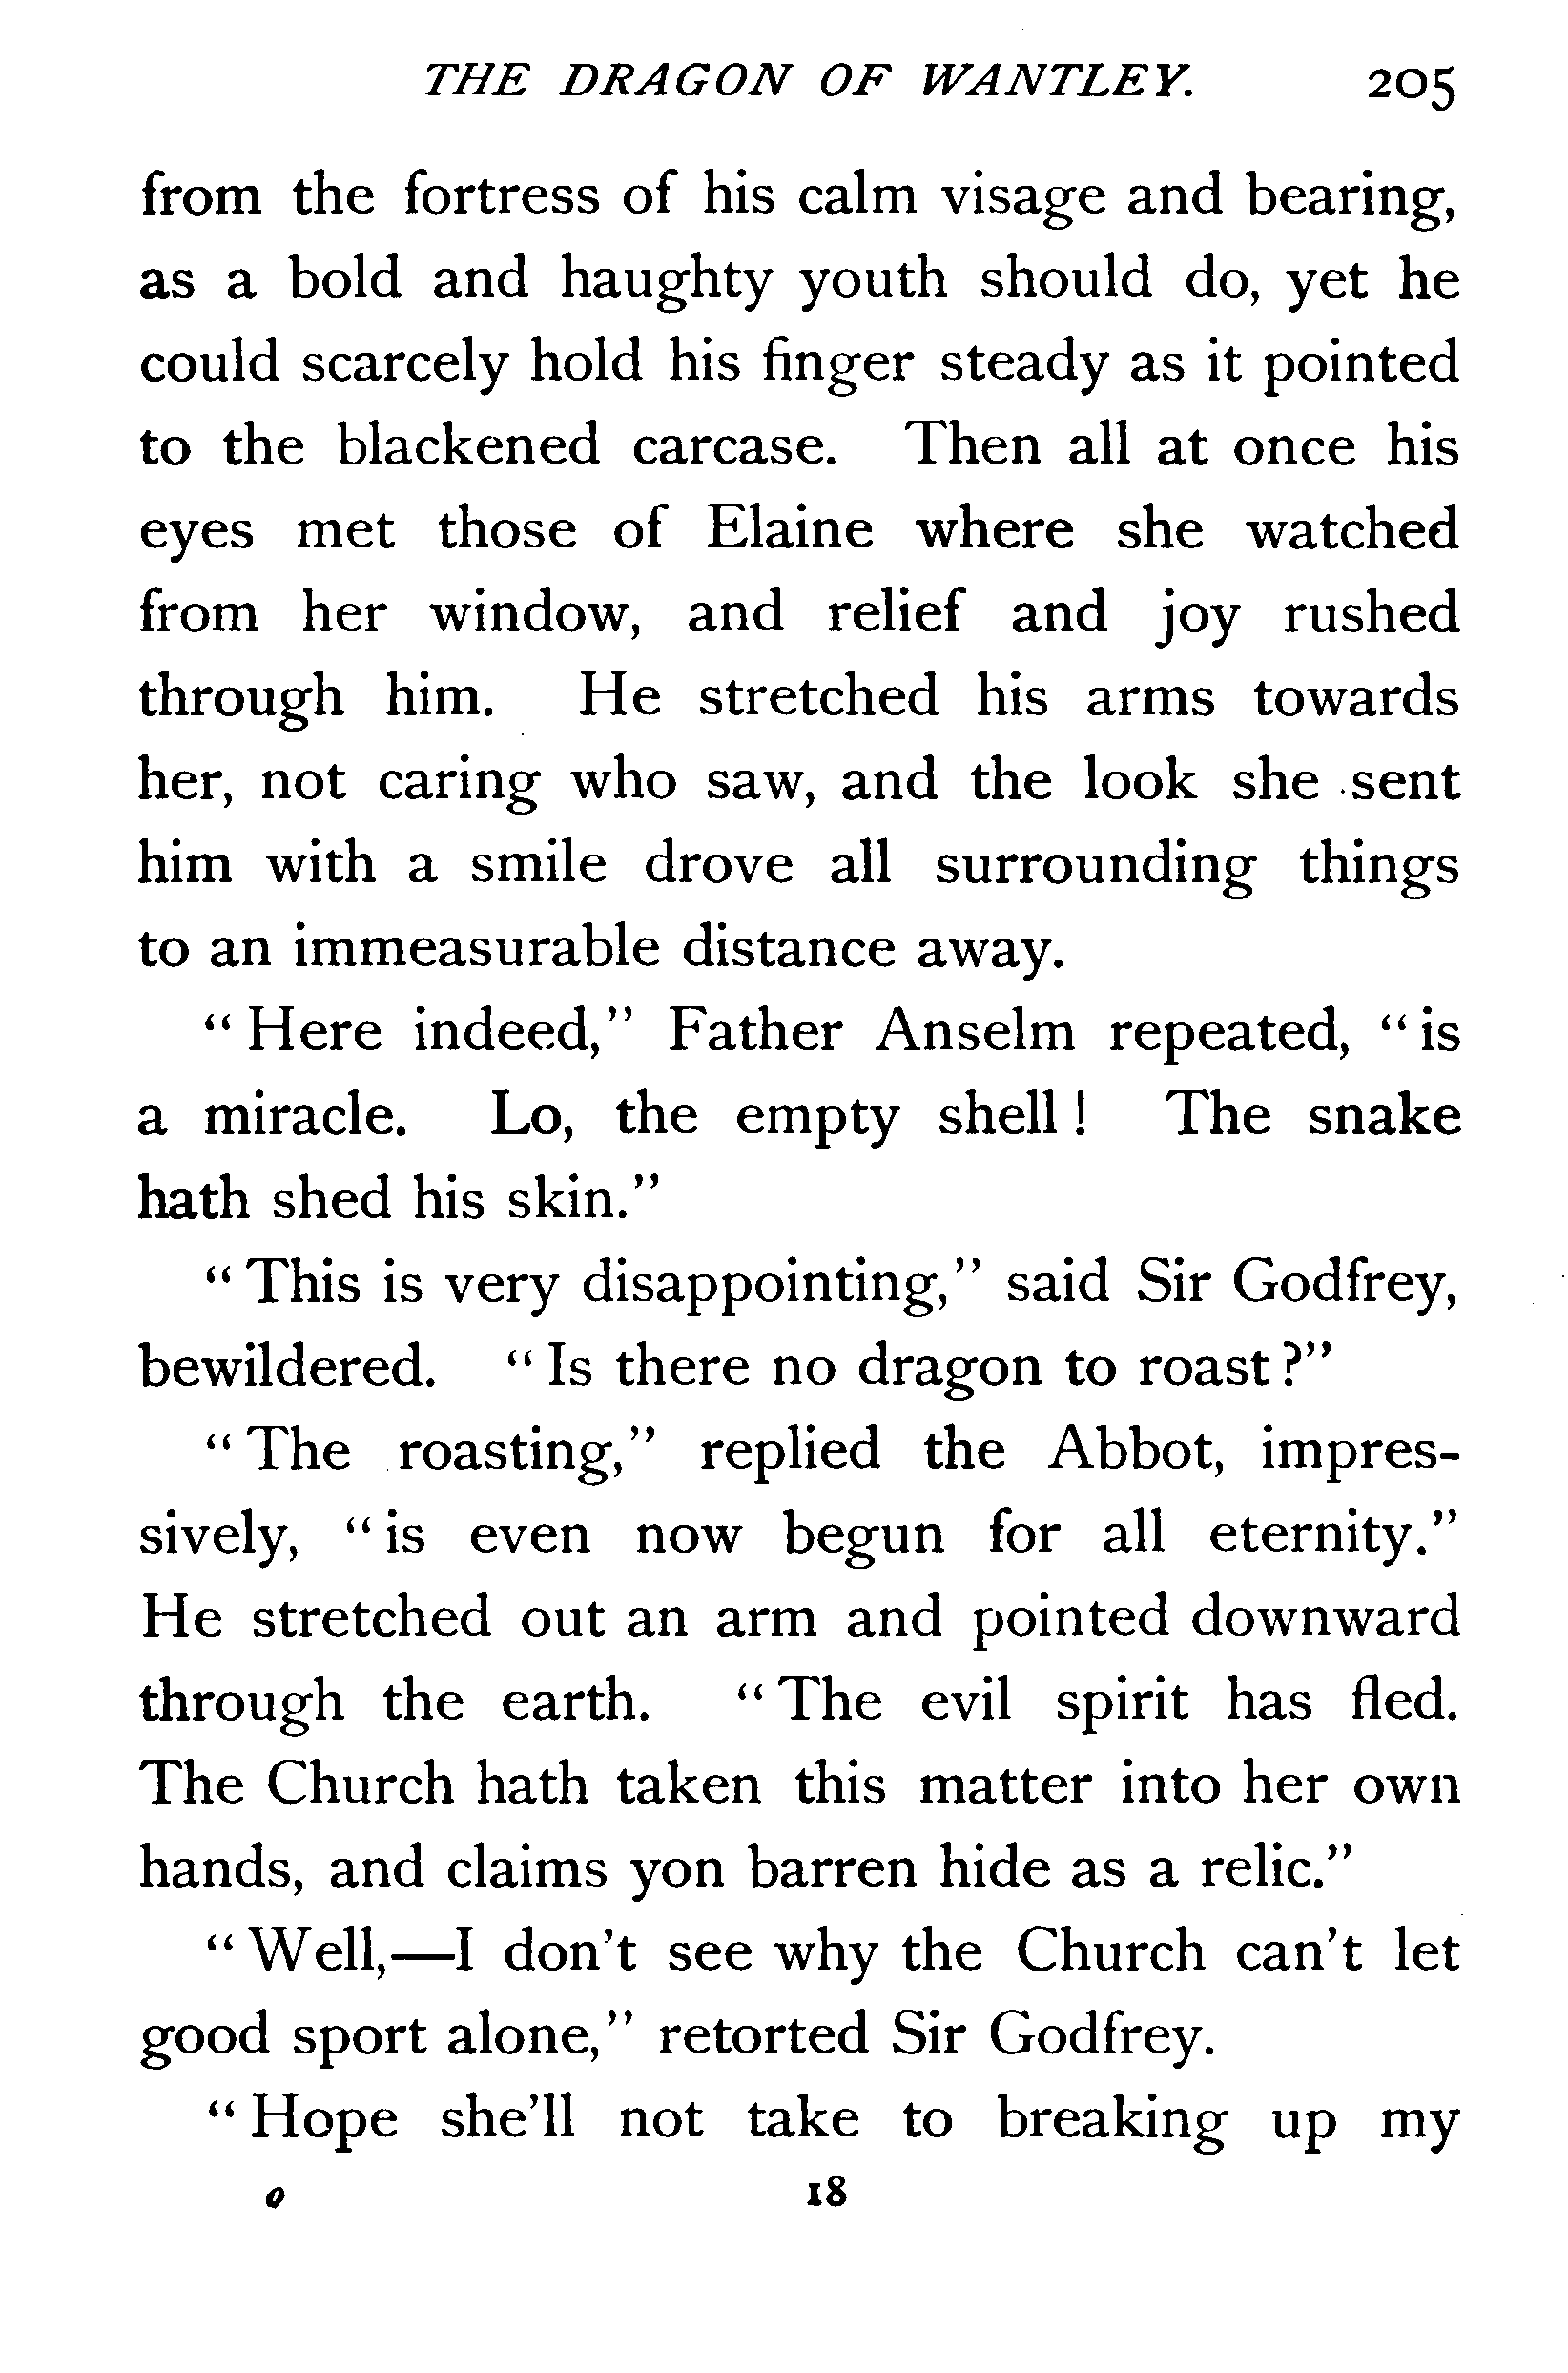 THE DRAGON OF WANTLEY. 205
from the fortress of his calm visage and bearing,
as a bold and haughty youth should do, yet he
could scarcely hold his finger steady as it pointed
to the blackened carcase. Then all at once his
eyes met those of Elaine where she watched
from her window, and relief and joy rushed
through him. He stretched his arms towards
her, not caring who saw, and the look she sent
him with a smile drove all surrounding things
to an immeasurable distance away.
“Here indeed,” Father Anselm repeated, “is
a miracle. Lo, the empty shell! The snake
hath shed his skin.”
“This is very disappointing,” said Sir Godfrey,
bewildered. “Is there no dragon to roast?”
“The roasting,” replied the Abbot, impres-
sively, “is even now begun for all eternity.”
He stretched out an arm and pointed downward
through the earth. “The evil spirit has fled.
The Church hath taken this matter into her own
hands, and claims yon barren hide as a relic.”
“Well,—I don’t see why the Church can’t let
good sport alone,” retorted Sir Godfrey.
“Hope she’ll not take to breaking up my
o 18